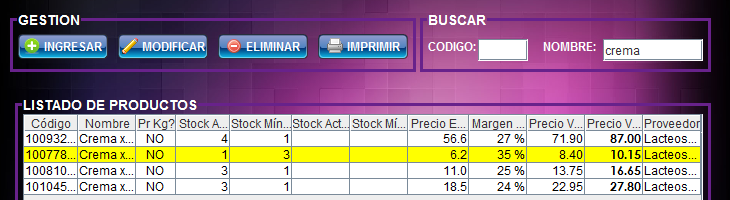 GESTION
INGRESAR MODIFICAR ELIMINAR IMPRIMIR
BUSCAR
CODIGO: NOMBRE: crema
LISTADO DE PRODUCTOS
Código Nombre Pr Kg? Stock A... Stock Mín... Stock Act... Stock Mí... Precio E... Margen ... Precio V... Precio V... Proveedor
100932... Crema x... NO 4 1 56.6 27 % 71.90 87.00 Lacteos...
100778... Crema x... NO 1 3 6.2 35 % 8.40 10.15 Lacteos...
100810... Crema x... NO 3 1 11.0 25 % 13.75 16.65 Lacteos...
101045... Crema x... NO 3 1 18.5 24 % 22.95 27.80 Lacteos...